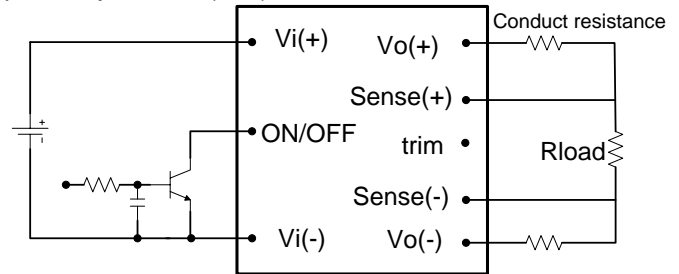 Conduct resistance
Vi(+)
Vo(+)
Sense(+)
ON/OFF
trim
Rload
Sense(-)
Vi(-)
Vo(-)
+
-